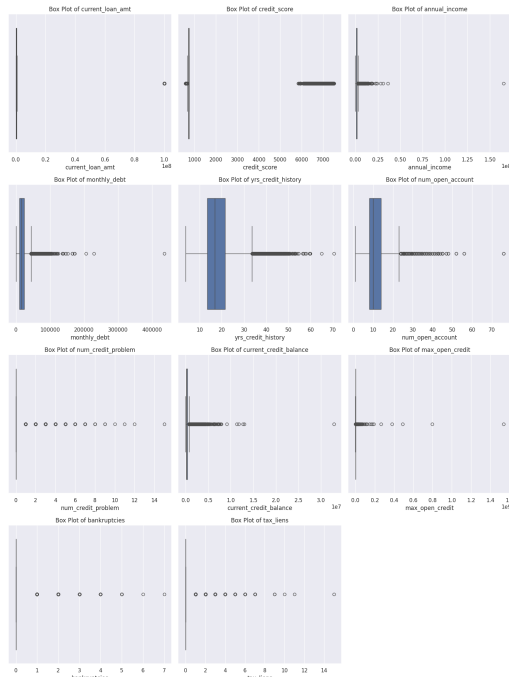 Box Plot of current_loan_amt
Box Plot of credit_score
Box Plot of annual_income
0.0 0.2 0.4 0.6 0.8 1.0
1000 2000 3000 4000 5000 6000 7000
0.0 0.25 0.50 0.75 1.00 1.25 1.50
current_loan_amt
1e8
credit_score
annual_income
Box Plot of monthly_debt
Box Plot of yrs_credit_history
Box Plot of num_open_account
0 100000 200000 300000 400000
10 20 30 40 50 60 70
0 10 20 30 40 50 60 70
monthly_debt
yrs_credit_history
num_open_account
Box Plot of num_credit_problem
Box Plot of current_credit_balance
Box Plot of max_open_credit
0 2 4 6 8 10 12 14
0.0 0.5 1.0 1.5 2.0 2.5 3.0
0.0 0.2 0.4 0.6 0.8 1.0 1.2 1.4
num_credit_problem
current_credit_balance
1e7
max_open_credit
Box Plot of bankruptcies
Box Plot of tax_liens
0 1 2 3 4 5 6 7
0 2 4 6 8 10 12 14